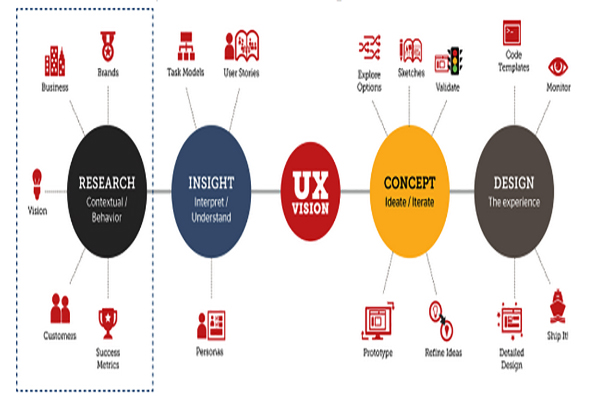 Business
Brands
Vision
RESEARCH
Contextual /
Behavior
Customers
Success
Metrics
Task Models
User Stories
INSIGHT
Interpret /
Understand
Personas
UX
VISION
Explore
Options
Sketches
Validate
CONCEPT
Ideate / Iterate
Prototype
Refine Ideas
Code
Templates
Monitor
DESIGN
The experience
Detailed
Design
Ship It!